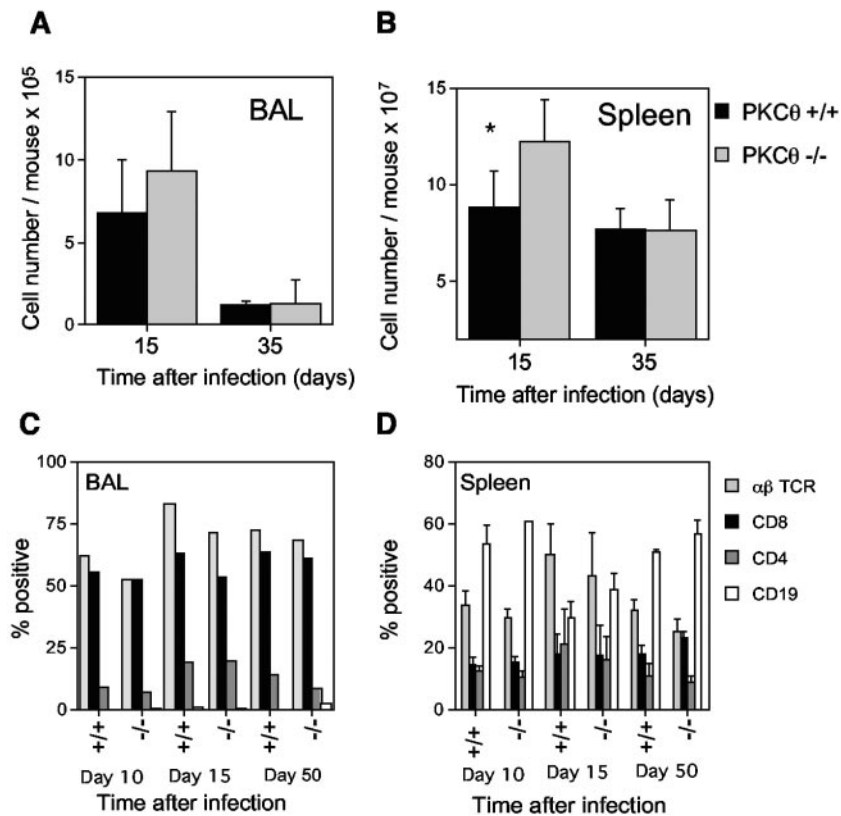 A
Cell number / mouse x 10⁵
15
10
5
0
BAL
15
35
Time after infection (days)
B
Cell number / mouse x 10⁷
15
10
5
Spleen
*
15
35
Time after infection (days)
PKCθ +/+
PKCθ -/-
C
% positive
100
75
50
25
0
BAL
+/+
-/-
+/+
-/-
+/+
-/-
Day 10
Day 15
Day 50
Time after infection
D
% positive
80
60
40
20
0
Spleen
+/+
-/-
+/+
-/-
+/+
-/-
Day 10
Day 15
Day 50
Time after infection
αβ TCR
CD8
CD4
CD19